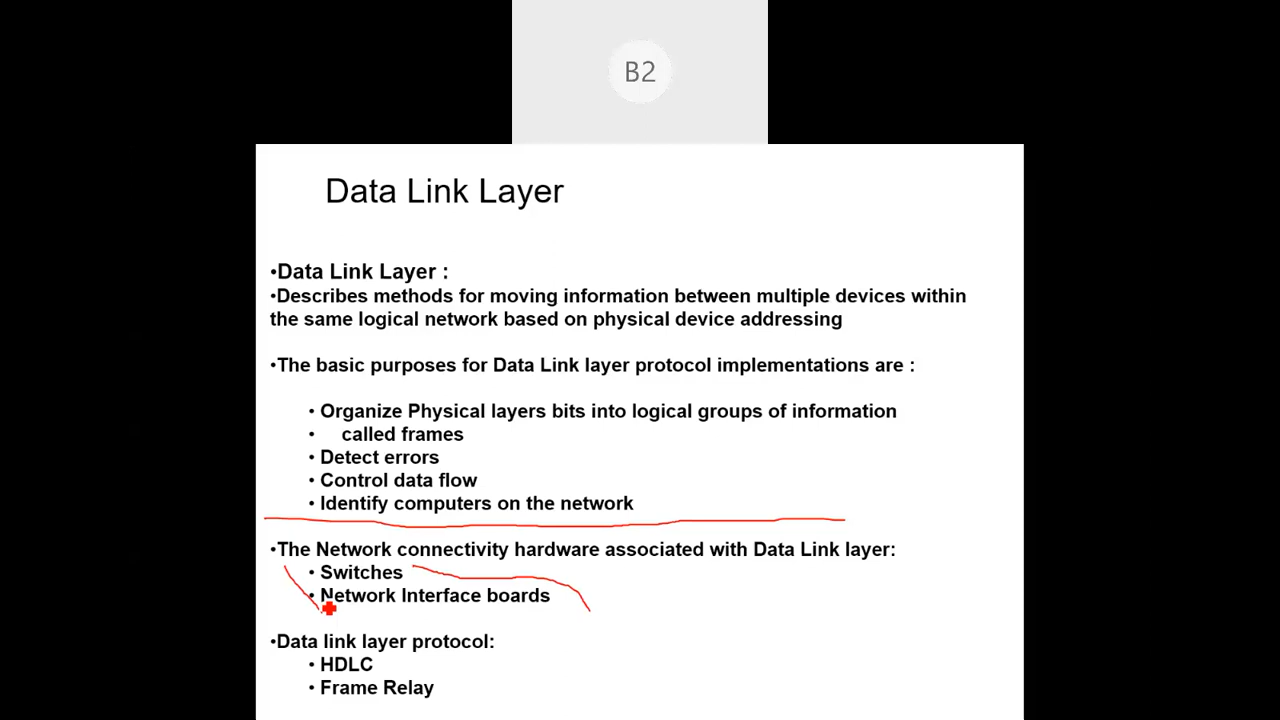 B2
Data Link Layer
•Data Link Layer :
•Describes methods for moving information between multiple devices within
the same logical network based on physical device addressing
•The basic purposes for Data Link layer protocol implementations are :
• Organize Physical layers bits into logical groups of information
• called frames
• Detect errors
• Control data flow
• Identify computers on the network
•The Network connectivity hardware associated with Data Link layer:
• Switches
• Network Interface boards
•Data link layer protocol:
• HDLC
• Frame Relay